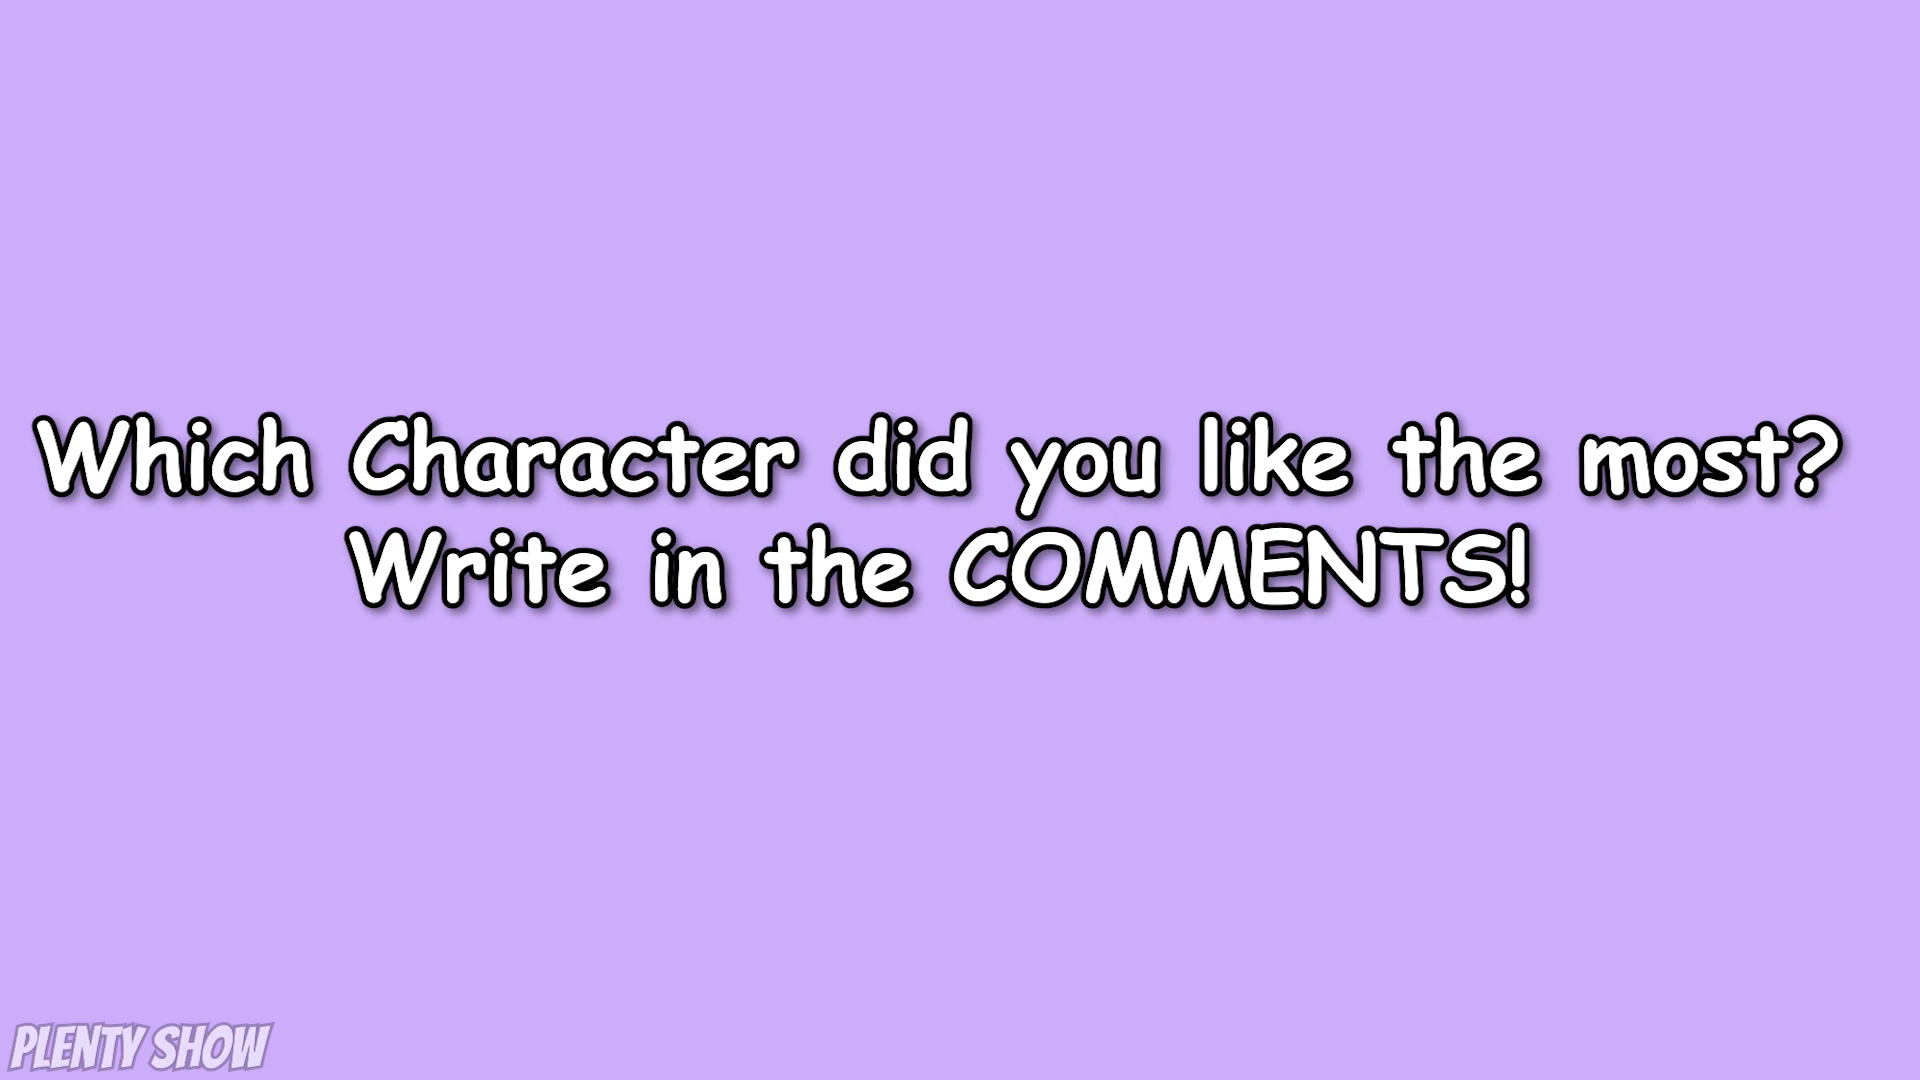 Which Character did you like the most?
Write in the COMMENTS!
PLENTY SHOW